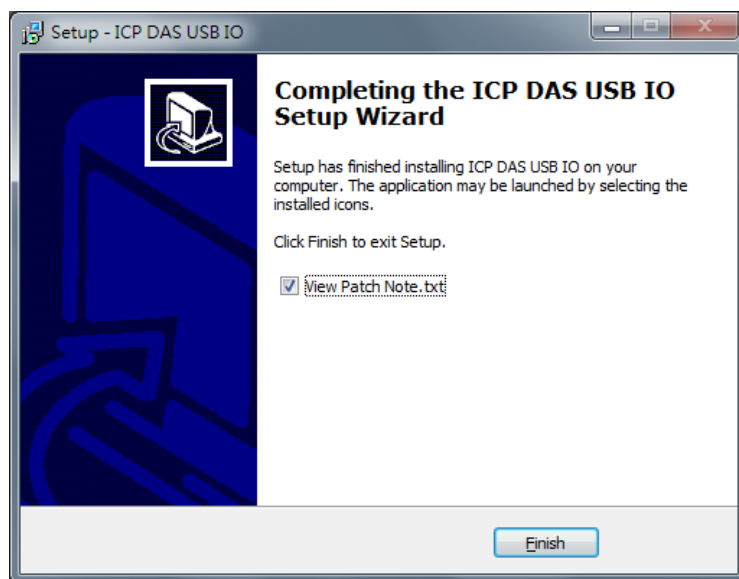 Setup - ICP DAS USB IO
Completing the ICP DAS USB IO
Setup Wizard
Setup has finished installing ICP DAS USB IO on your
computer. The application may be launched by selecting the
installed icons.
Click Finish to exit Setup.
View Patch Note.txt
Finish